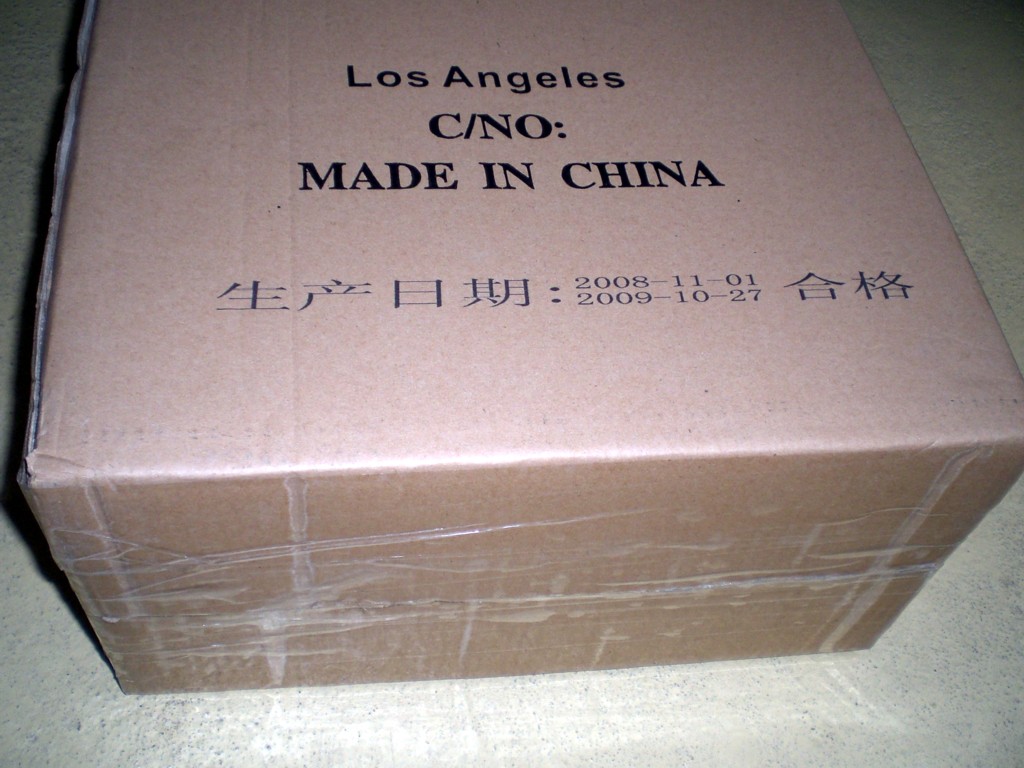 Los Angeles
C/NO:
MADE IN CHINA
生产日期: 2008-11-01 合格
2009-10-27